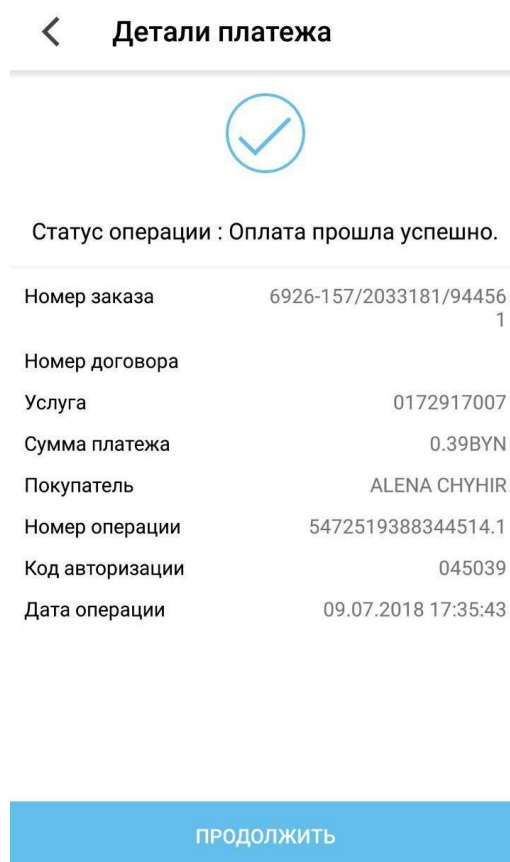 Детали платежа
Статус операции : Оплата прошла успешно.
Номер заказа 6926-157/2033181/94456
1
Номер договора
Услуга 0172917007
Сумма платежа 0.39BYN
Покупатель ALENA CHYHIR
Номер операции 5472519388344514.1
Код авторизации 045039
Дата операции 09.07.2018 17:35:43
ПРОДОЛЖИТЬ